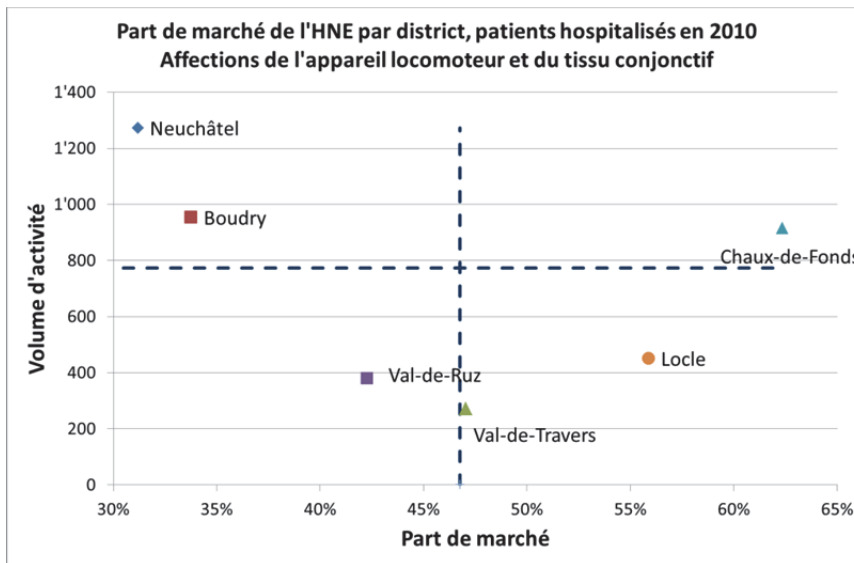 Part de marché de l'HNE par district, patients hospitalisés en 2010
Affections de l'appareil locomoteur et du tissu conjonctif
Volume d'activité
1'400
1'200
1'000
800
600
400
200
0
Neuchâtel
Boudry
Chaux-de-Fonds
Locle
Val-de-Ruz
Val-de-Travers
30%
35%
40%
45%
50%
55%
60%
65%
Part de marché